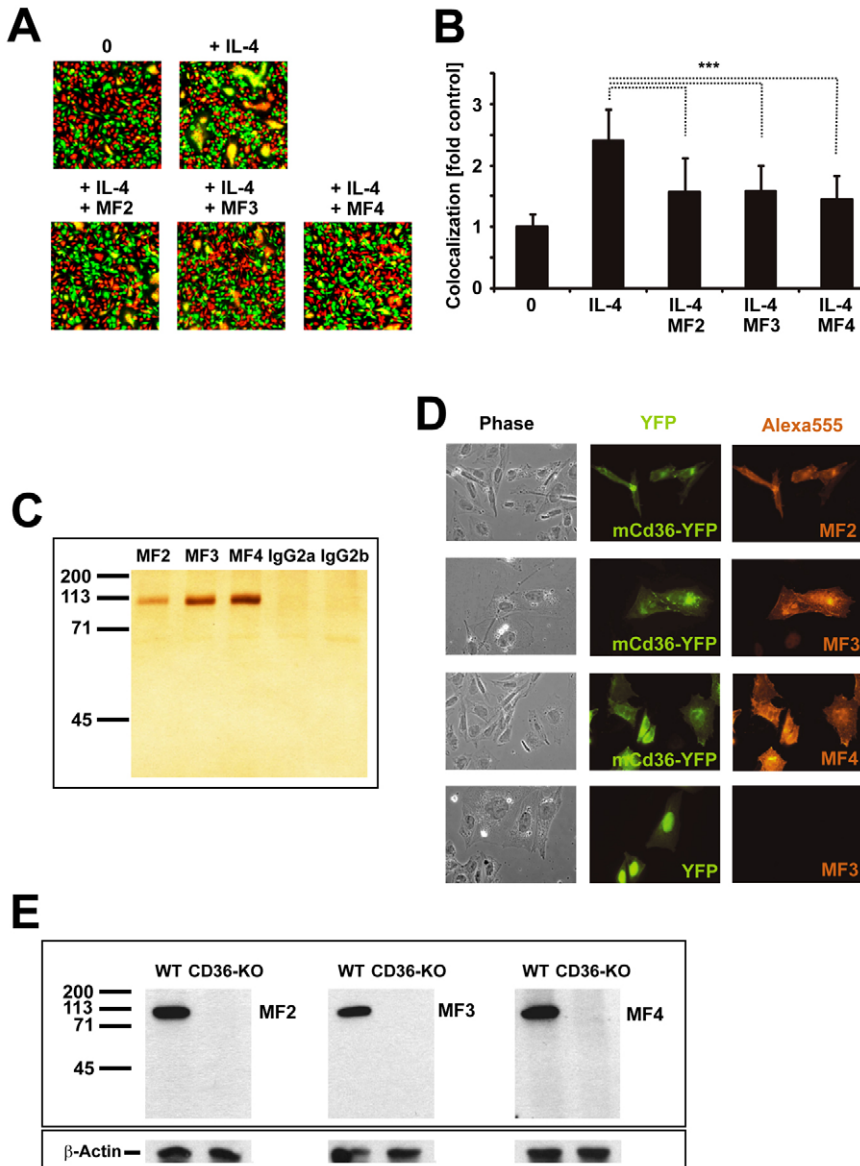 A
0
+ IL-4
+ IL-4
+ MF2
+ IL-4
+ MF3
+ IL-4
+ MF4
B
Colocalization [fold control]
3
2
1
0
***
0
IL-4
IL-4
MF2
IL-4
MF3
IL-4
MF4
C
MF2 MF3 MF4 IgG2a IgG2b
200
113
71
45
D
Phase
YFP
Alexa555
mCd36-YFP
MF2
mCd36-YFP
MF3
mCd36-YFP
MF4
YFP
MF3
E
WT CD36-KO
WT CD36-KO
WT CD36-KO
200
113
71
45
MF2
MF3
MF4
β-Actin